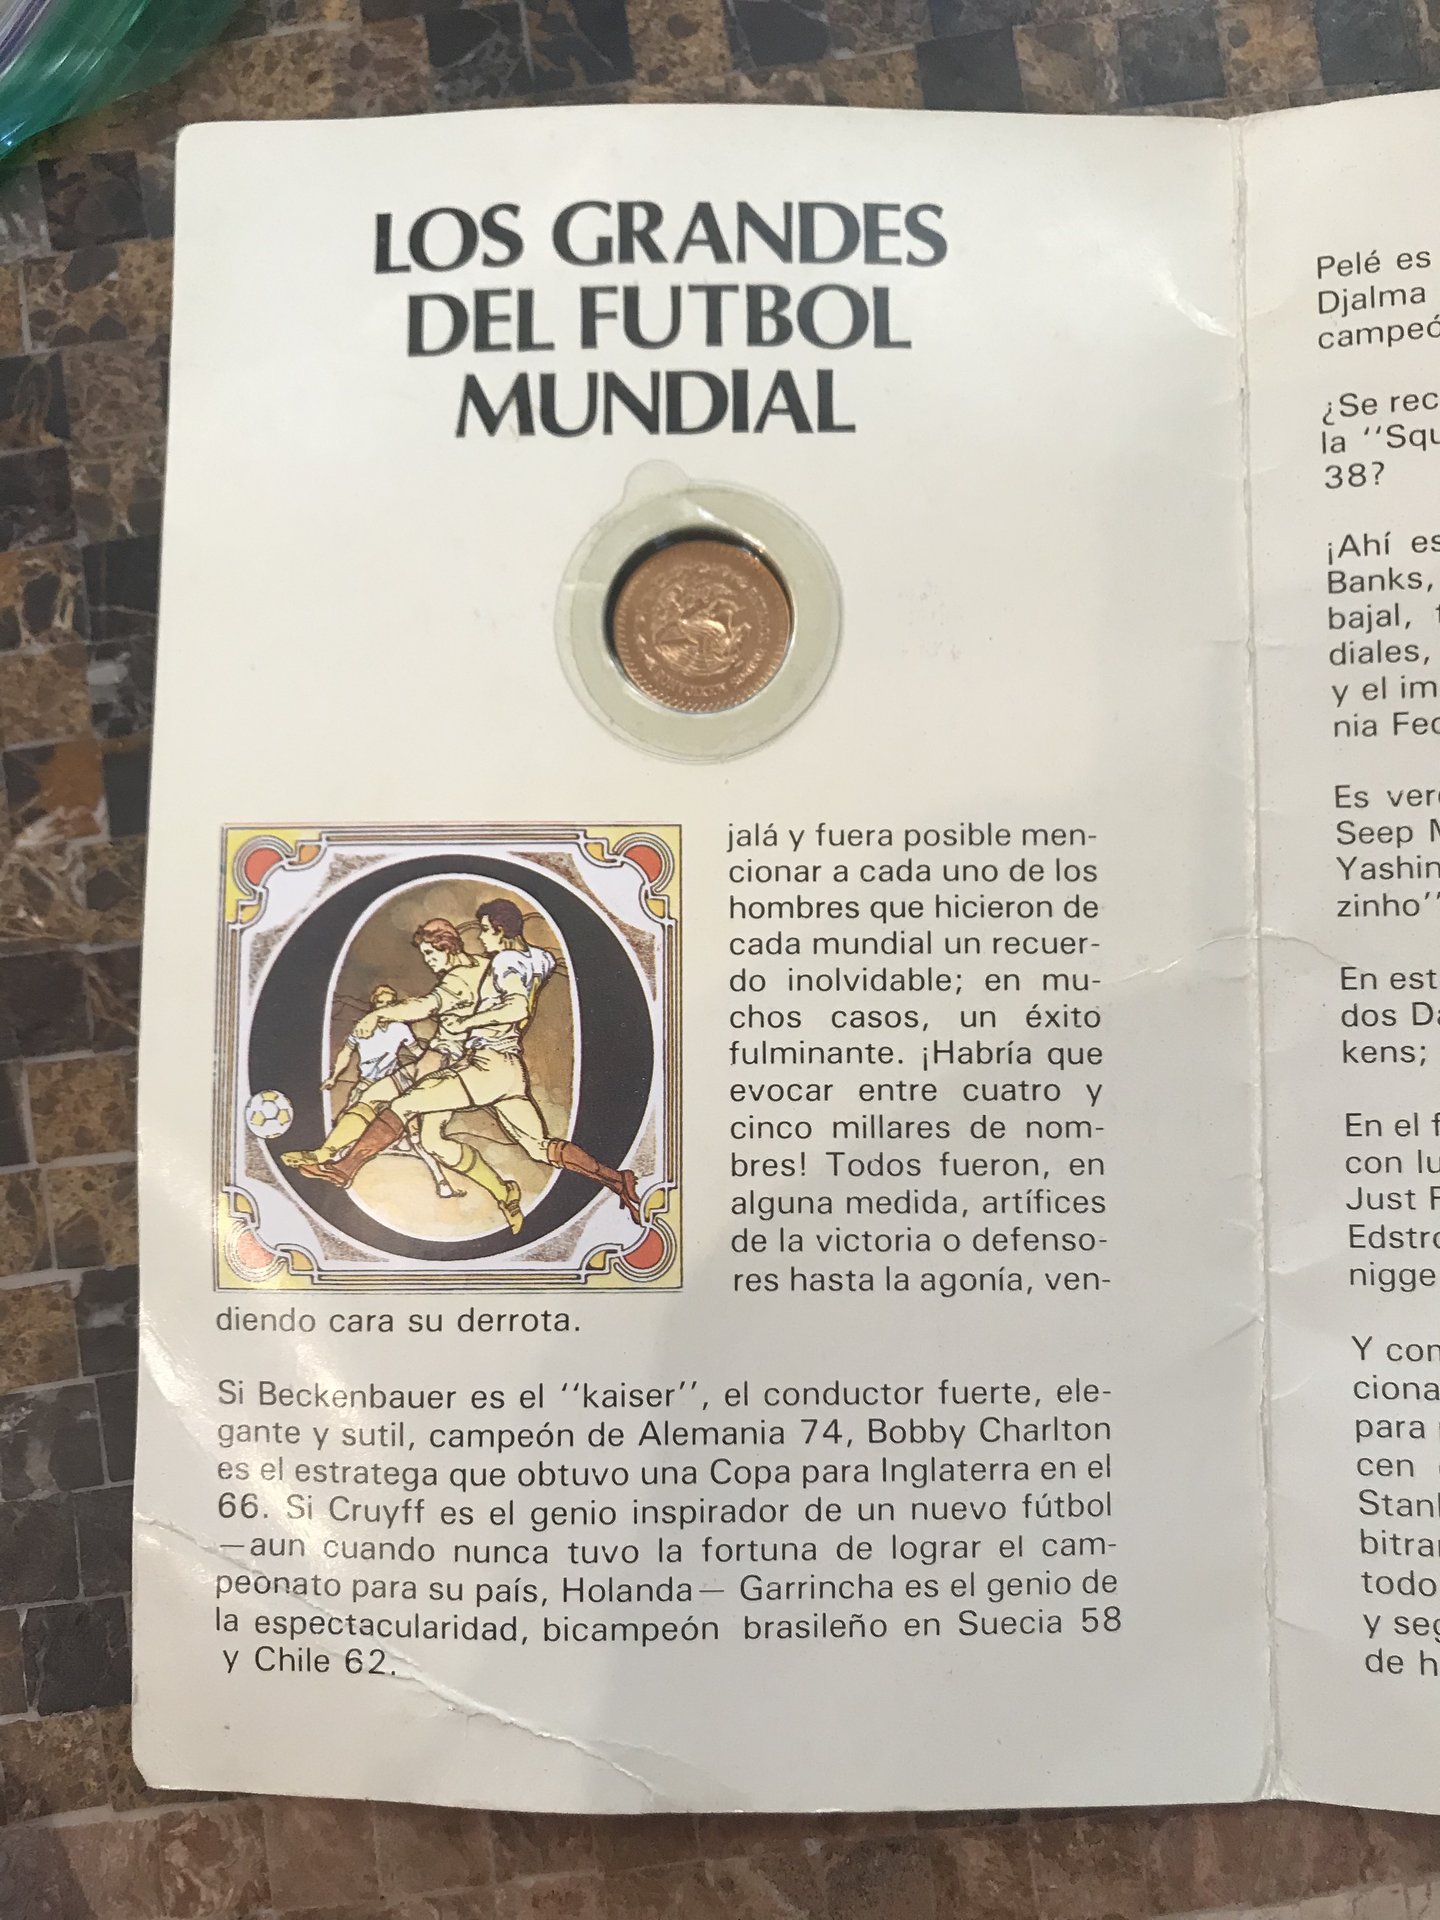 LOS GRANDES
DEL FUTBOL
MUNDIAL
O
jalá y fuera posible men-
cionar a cada uno de los
hombres que hicieron de
cada mundial un recuer-
do inolvidable; en mu-
chos casos, un éxito
fulminante. ¡Habría que
evocar entre cuatro y
cinco millares de nom-
bres! Todos fueron, en
alguna medida, artífices
de la victoria o defenso-
res hasta la agonía, ven-
diendo cara su derrota.
Si Beckenbauer es el ‘‘kaiser’’, el conductor fuerte, ele-
gante y sutil, campeón de Alemania 74, Bobby Charlton
es el estratega que obtuvo una Copa para Inglaterra en el
66. Si Cruyff es el genio inspirador de un nuevo fútbol
—aun cuando nunca tuvo la fortuna de lograr el cam-
peonato para su país, Holanda— Garrincha es el genio de
la espectacularidad, bicampeón brasileño en Suecia 58
y Chile 62.
Pelé es
Djalma
campeó
¿Se rec
la ‘‘Squ
38?
¡Ahí es
Banks,
bajal,
diales,
y el im
nia Fed
Es verd
Seep
Yashin
zinho’’
En est
dos Da
kens;
En el f
con lu
Just F
Edstro
nigge
Y con
ciona
para
cen
Stanl
bitra
todo
y seg
de h